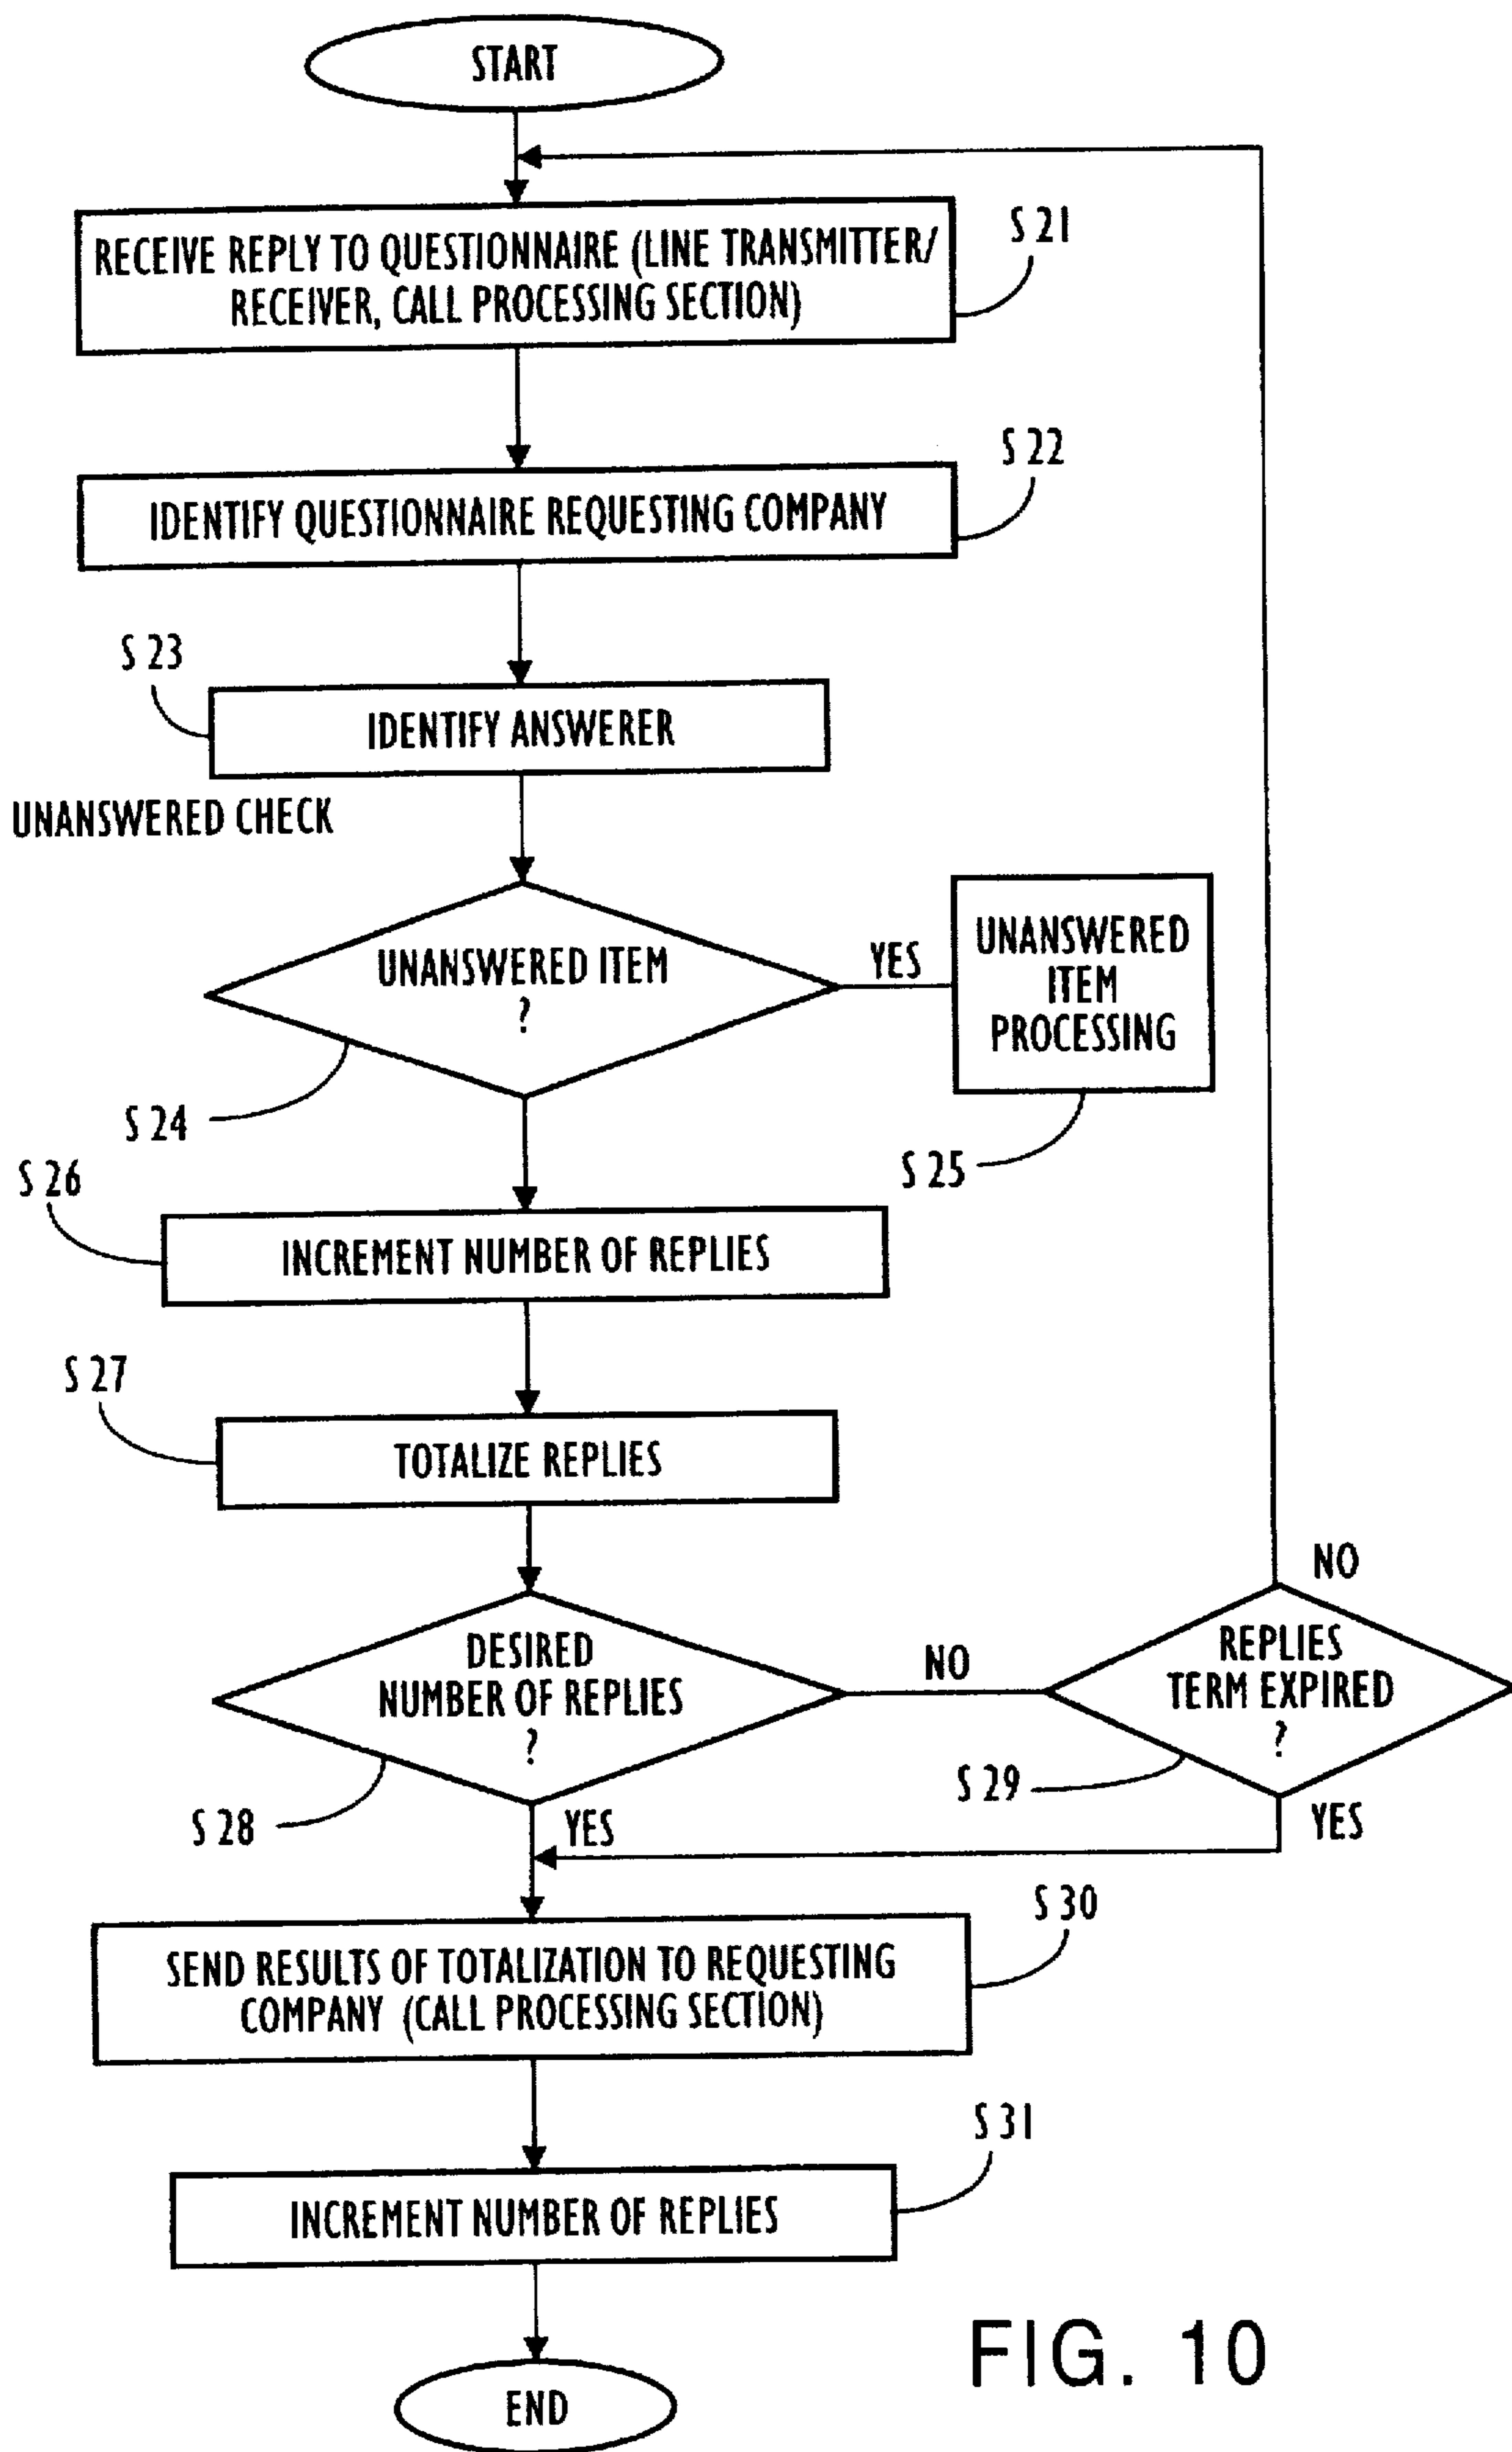 START
RECEIVE REPLY TO QUESTIONNAIRE (LINE TRANSMITTER/
RECEIVER, CALL PROCESSING SECTION)
S 21
IDENTIFY QUESTIONNAIRE REQUESTING COMPANY
S 22
S 23
IDENTIFY ANSWERER
UNANSWERED CHECK
UNANSWERED ITEM
?
YES
S 24
UNANSWERED
ITEM
PROCESSING
S 25
S 26
INCREMENT NUMBER OF REPLIES
S 27
TOTALIZE REPLIES
DESIRED
NUMBER OF REPLIES
?
NO
S 28
YES
NO
REPLIES
TERM EXPIRED
?
S 29
YES
S 30
SEND RESULTS OF TOTALIZATION TO REQUESTING
COMPANY (CALL PROCESSING SECTION)
S 31
INCREMENT NUMBER OF REPLIES
END
FIG. 10